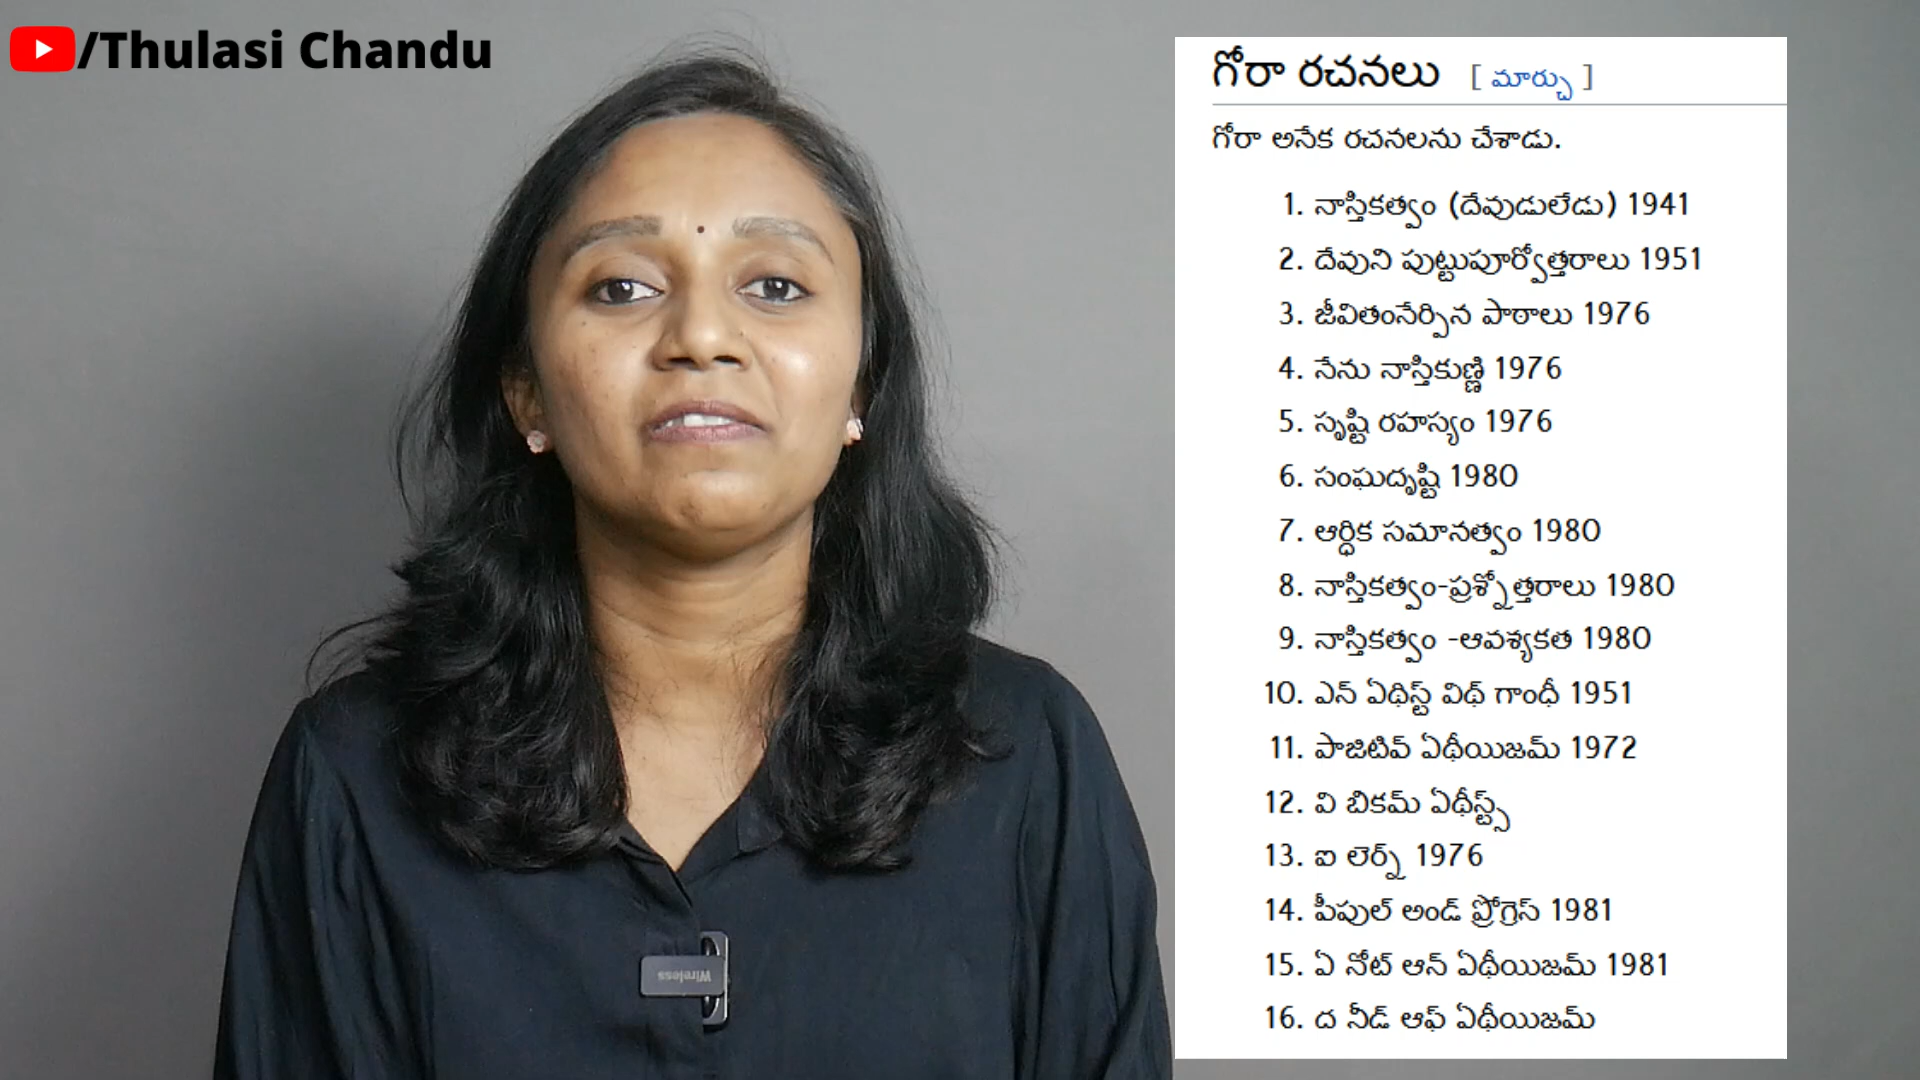 /Thulasi Chandu
గోరా రచనలు [ మార్చు ]
గోరా అనేక రచనలను చేశాడు.
1. నాస్తికత్వం (దేవుడులేడు) 1941
2. దేవుని పుట్టుపూర్వోత్తరాలు 1951
3. జీవితంనేర్పిన పాఠాలు 1976
4. నేను నాస్తికుణ్ణి 1976
5. సృష్టి రహస్యం 1976
6. సంఘదృష్టి 1980
7. ఆర్ధిక సమానత్వం 1980
8. నాస్తికత్వం-ప్రశ్నోత్తరాలు 1980
9. నాస్తికత్వం -ఆవశ్యకత 1980
10. ఎన్ ఏథిస్ట్ విథ్ గాంధీ 1951
11. పాజిటివ్ ఏథీయిజమ్ 1972
12. వి బికమ్ ఏథీస్ట్స్
13. ఐ లెర్న్ 1976
14. పీపుల్ అండ్ ప్రోగ్రెస్ 1981
15. ఏ నోట్ ఆన్ ఏథీయిజమ్ 1981
16. ద నీడ్ ఆఫ్ ఏథీయిజమ్
Wireless